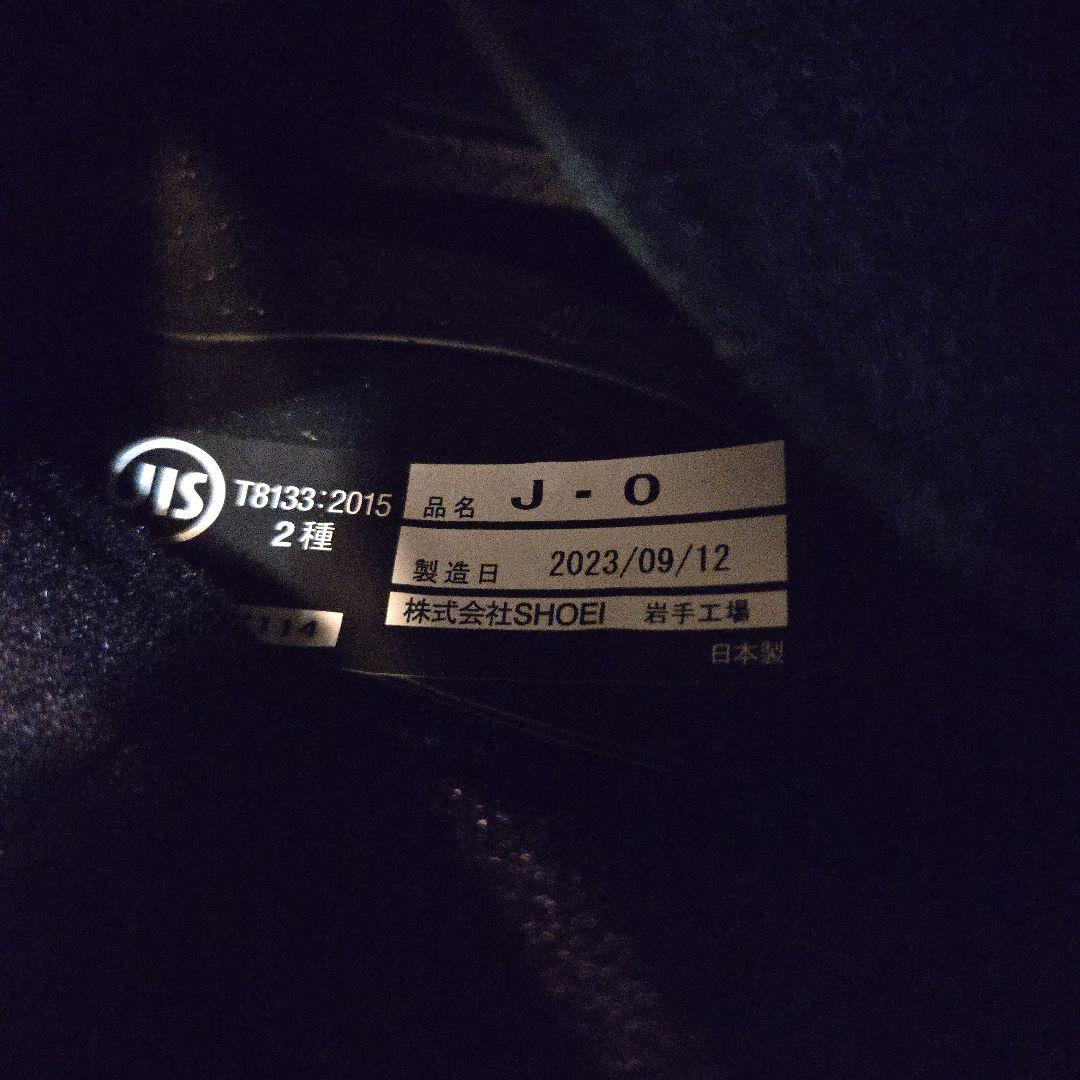 JIS
T8133:2015
2種
品名 J - O
製造日 2023/09/12
株式会社SHOEI 岩手工場
日本製